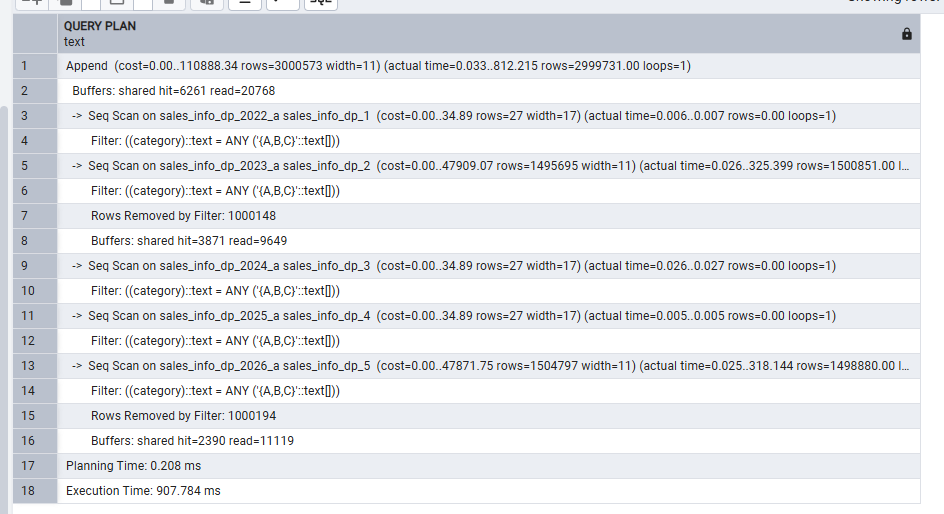 QUERY PLAN
text
1 Append (cost=0.00..110888.34 rows=3000573 width=11) (actual time=0.033..812.215 rows=2999731.00 loops=1)
2 Buffers: shared hit=6261 read=20768
3 -> Seq Scan on sales_info_dp_2022_a sales_info_dp_1 (cost=0.00..34.89 rows=27 width=17) (actual time=0.006..0.007 rows=0.00 loops=1)
4 Filter: ((category)::text = ANY ('{A,B,C}'::text[]))
5 -> Seq Scan on sales_info_dp_2023_a sales_info_dp_2 (cost=0.00..47909.07 rows=1495695 width=11) (actual time=0.026..325.399 rows=1500851.00 l...
6 Filter: ((category)::text = ANY ('{A,B,C}'::text[]))
7 Rows Removed by Filter: 1000148
8 Buffers: shared hit=3871 read=9649
9 -> Seq Scan on sales_info_dp_2024_a sales_info_dp_3 (cost=0.00..34.89 rows=27 width=17) (actual time=0.026..0.027 rows=0.00 loops=1)
10 Filter: ((category)::text = ANY ('{A,B,C}'::text[]))
11 -> Seq Scan on sales_info_dp_2025_a sales_info_dp_4 (cost=0.00..34.89 rows=27 width=17) (actual time=0.005..0.005 rows=0.00 loops=1)
12 Filter: ((category)::text = ANY ('{A,B,C}'::text[]))
13 -> Seq Scan on sales_info_dp_2026_a sales_info_dp_5 (cost=0.00..47871.75 rows=1504797 width=11) (actual time=0.025..318.144 rows=1498880.00 l...
14 Filter: ((category)::text = ANY ('{A,B,C}'::text[]))
15 Rows Removed by Filter: 1000194
16 Buffers: shared hit=2390 read=11119
17 Planning Time: 0.208 ms
18 Execution Time: 907.784 ms